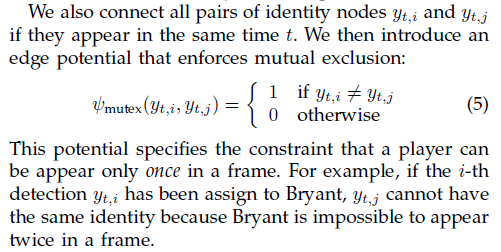 We also connect all pairs of identity nodes y_{t,i} and y_{t,j}
if they appear in the same time t. We then introduce an
edge potential that enforces mutual exclusion:
ψ_mutex(y_{t,i}, y_{t,j}) = { 1 if y_{t,i} ≠ y_{t,j}
0 otherwise (5)
This potential specifies the constraint that a player can
be appear only once in a frame. For example, if the i-th
detection y_{t,i} has been assign to Bryant, y_{t,j} cannot have
the same identity because Bryant is impossible to appear
twice in a frame.